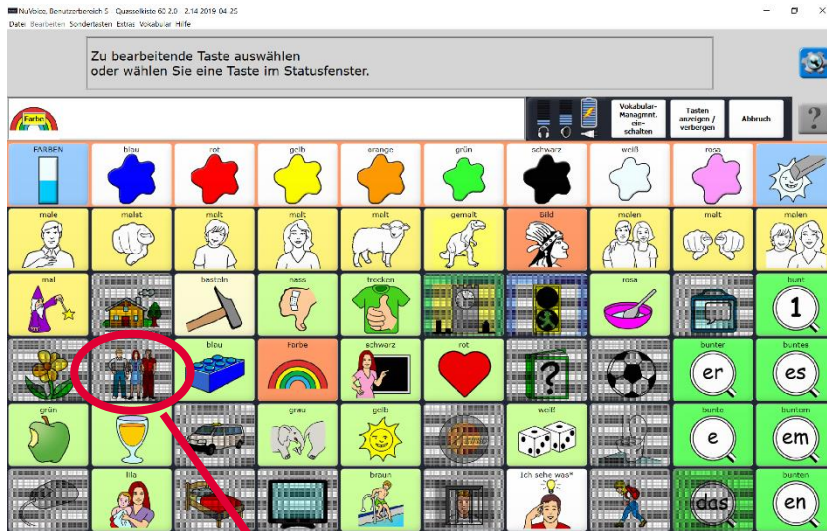 NuVoice, Benutzerbereich 5 Quasselkiste 60 2.0 2.14 2019-04-25
Datei Bearbeiten Sondertasten Extras Vokabular Hilfe
Zu bearbeitende Taste auswählen
oder wählen Sie eine Taste im Statusfenster.
Farbe
Vokabular-
Managmnt.
ein-
schalten
Tasten
anzeigen /
verbergen
Abbruch
?
FARBEN blau rot gelb orange grün schwarz weiß rosa
male malst malt malt malt gemalt Bild malen malt malen
mal basteln nass trocken rosa bunt
1
blau Farbe schwarz rot bunter buntes
? er es
grün grau gelb weiß bunte buntem
e em
lila braun Ich sehe was* bunten
das en